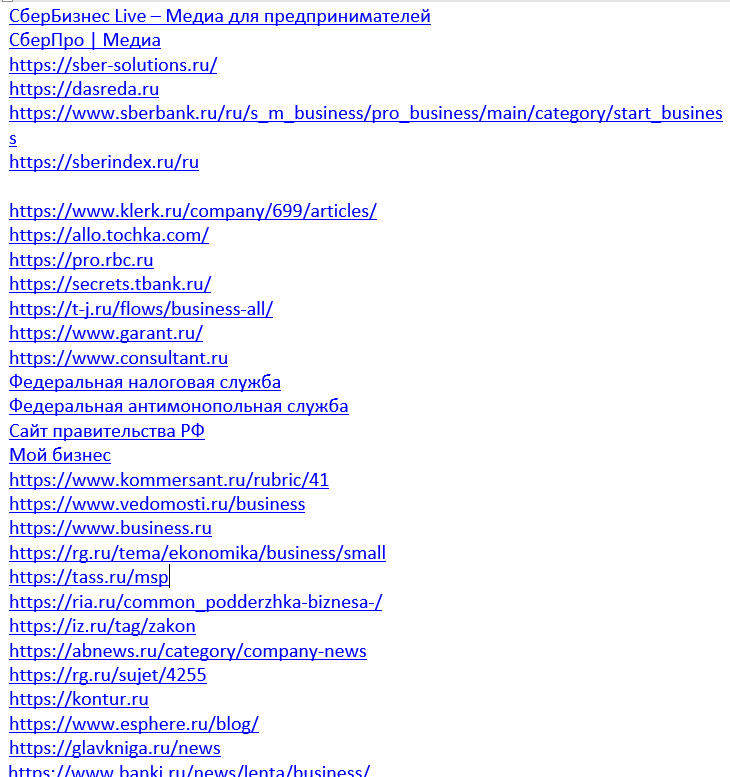 СберБизнес Live – Медиа для предпринимателей
СберПро | Медиа
https://sber-solutions.ru/
https://dasreda.ru
https://www.sberbank.ru/ru/s_m_business/pro_business/main/category/start_busines
s
https://sberindex.ru/ru
https://www.klerk.ru/company/699/articles/
https://allo.tochka.com/
https://pro.rbc.ru
https://secrets.tbank.ru/
https://t-j.ru/flows/business-all/
https://www.garant.ru/
https://www.consultant.ru
Федеральная налоговая служба
Федеральная антимонопольная служба
Сайт правительства РФ
Мой бизнес
https://www.kommersant.ru/rubric/41
https://www.vedomosti.ru/business
https://www.business.ru
https://rg.ru/tema/ekonomika/business/small
https://tass.ru/msp
https://ria.ru/common_podderzhka-biznesa-/
https://iz.ru/tag/zakon
https://abnews.ru/category/company-news
https://rg.ru/sujet/4255
https://kontur.ru
https://www.esphere.ru/blog/
https://glavkniga.ru/news
https://www.banki.ru/news/lenta/business/